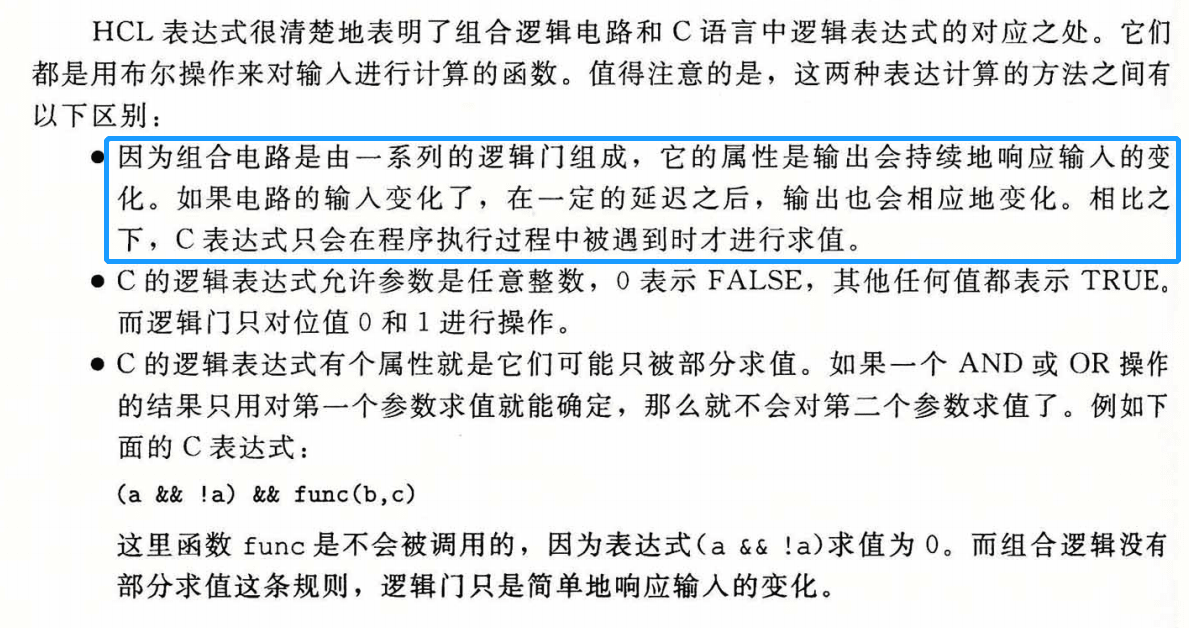 HCL 表达式很清楚地表明了组合逻辑电路和 C 语言中逻辑表达式的对应之处。它们
都是用布尔操作来对输入进行计算的函数。值得注意的是，这两种表达计算的方法之间有
以下区别：
● 因为组合电路是由一系列的逻辑门组成，它的属性是输出会持续地响应输入的变
化。如果电路的输入变化了，在一定的延迟之后，输出也会相应地变化。相比之
下，C 表达式只会在程序执行过程中被遇到时才进行求值。
● C 的逻辑表达式允许参数是任意整数，0 表示 FALSE，其他任何值都表示 TRUE。
而逻辑门只对位值 0 和 1 进行操作。
● C 的逻辑表达式有个属性就是它们可能只被部分求值。如果一个 AND 或 OR 操作
的结果只用对第一个参数求值就能确定，那么就不会对第二个参数求值了。例如下
面的 C 表达式：
(a && !a) && func(b,c)
这里函数 func 是不会被调用的，因为表达式(a && !a)求值为 0。而组合逻辑没有
部分求值这条规则，逻辑门只是简单地响应输入的变化。